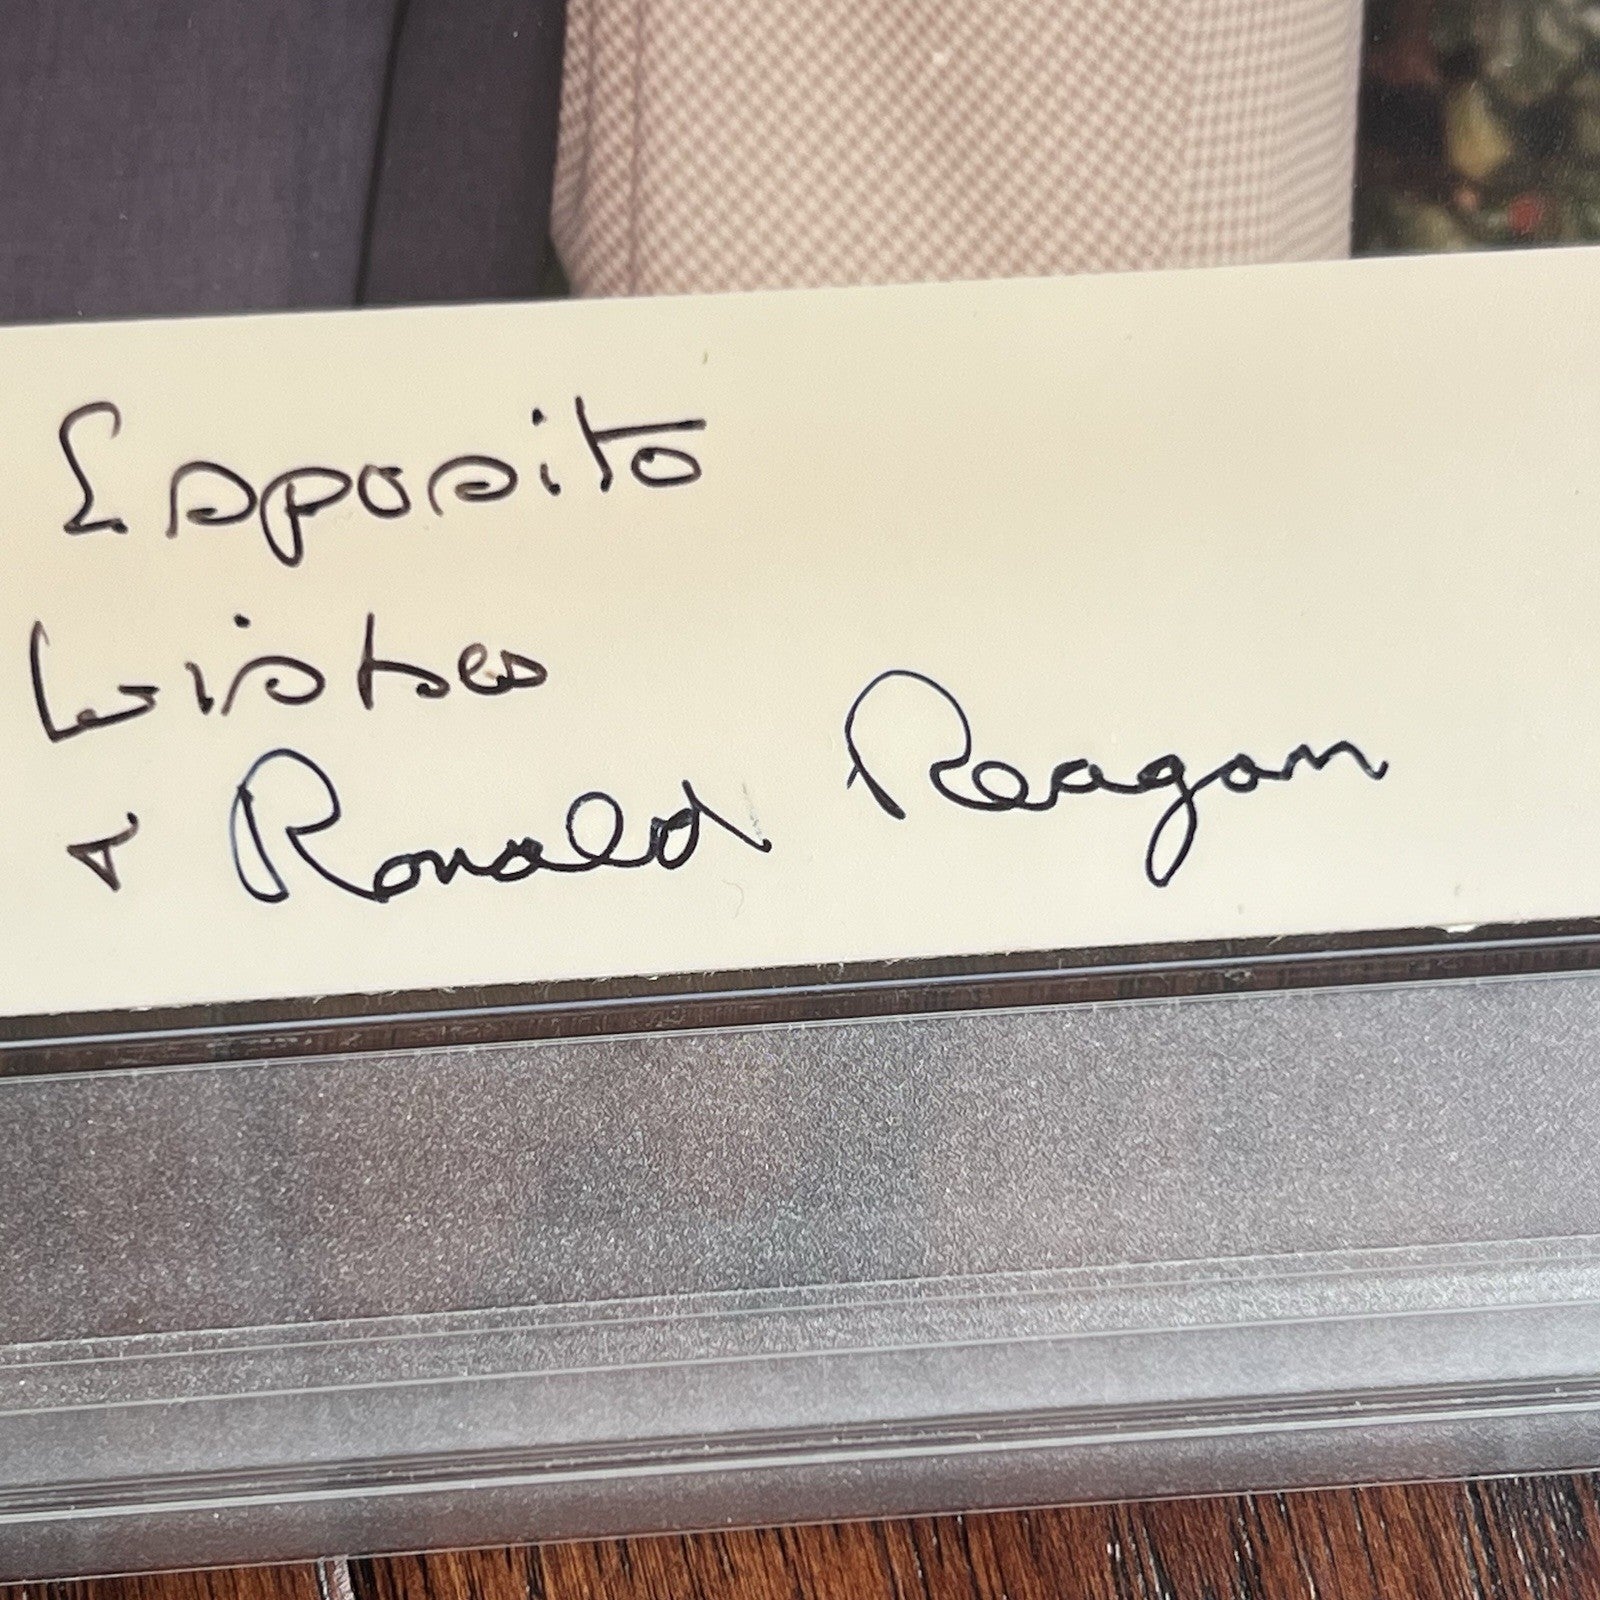 Esposito
wishes
& Ronald Reagan